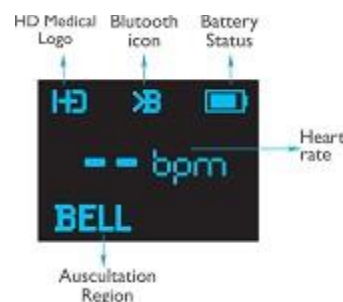 HD Medical Logo
Blutooth icon
Battery Status
HD
B
-- bpm
Heart rate
BELL
Auscultation Region